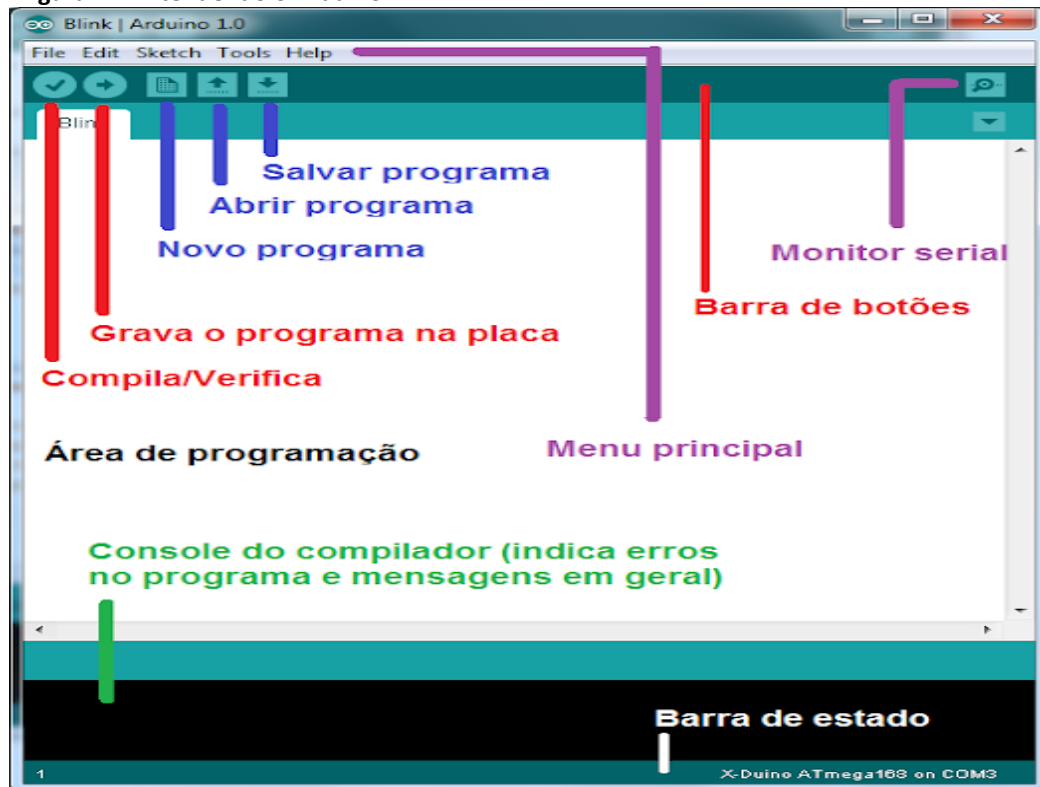 Blink | Arduino 1.0
File Edit Sketch Tools Help
Salvar programa
Abrir programa
Novo programa
Monitor serial
Barra de botões
Grava o programa na placa
Compila/Verifica
Área de programação
Menu principal
Console do compilador (indica erros
no programa e mensagens em geral)
Barra de estado
1
X-Duino ATmega168 on COM3